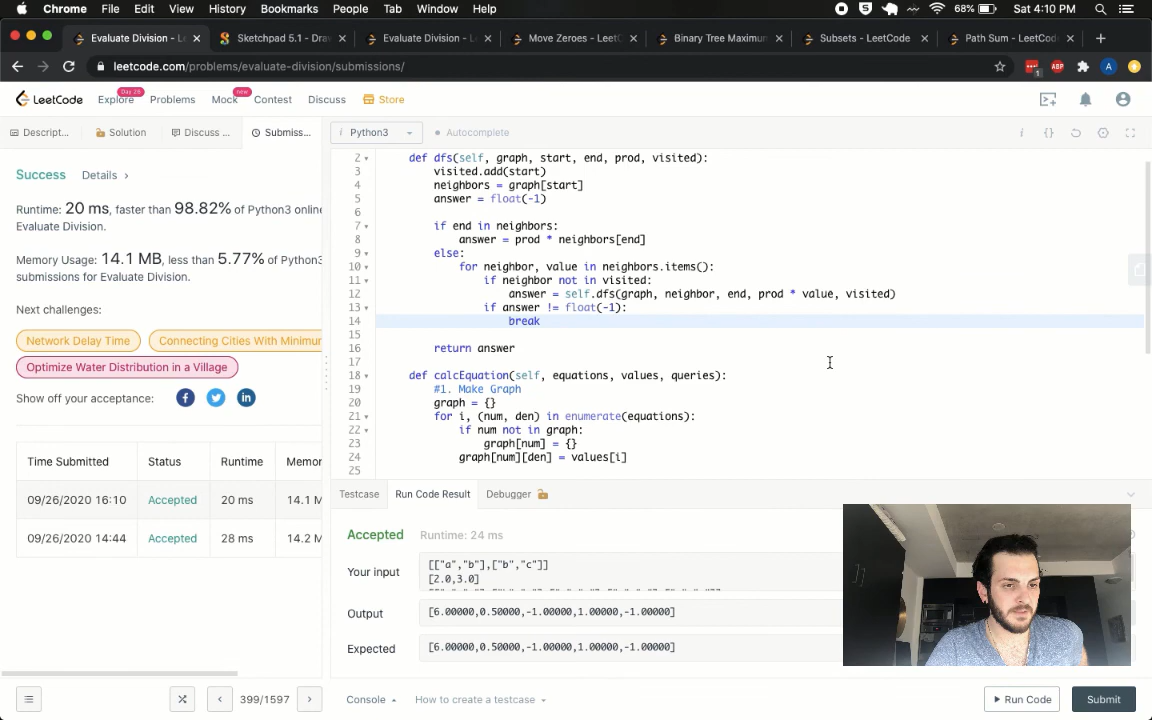 Chrome File Edit View History Bookmarks People Tab Window Help 68% Sat 4:10 PM
Evaluate Division - L Sketchpad 5.1 - Dra Evaluate Division - L Move Zeroes - LeetC Binary Tree Maximum Subsets - LeetCode Path Sum - LeetCod
leetcode.com/problems/evaluate-division/submissions/ 1 ABP A
LeetCode Explore Day 26 Problems Mock new Contest Discuss Store
Descript... Solution Discuss ... Submiss... i Python3 Autocomplete
Success Details ›
Runtime: 20 ms, faster than 98.82% of Python3 online
Evaluate Division.
Memory Usage: 14.1 MB, less than 5.77% of Python3
submissions for Evaluate Division.
Next challenges:
Network Delay Time Connecting Cities With Minimum
Optimize Water Distribution in a Village
Show off your acceptance:
Time Submitted Status Runtime Memor
09/26/2020 16:10 Accepted 20 ms 14.1 M
09/26/2020 14:44 Accepted 28 ms 14.2 M
399/1597
2 def dfs(self, graph, start, end, prod, visited):
3 visited.add(start)
4 neighbors = graph[start]
5 answer = float(-1)
6
7 if end in neighbors:
8 answer = prod * neighbors[end]
9 else:
10 for neighbor, value in neighbors.items():
11 if neighbor not in visited:
12 answer = self.dfs(graph, neighbor, end, prod * value, visited)
13 if answer != float(-1):
14 break
15
16 return answer
17
18 def calcEquation(self, equations, values, queries):
19 #1. Make Graph
20 graph = {}
21 for i, (num, den) in enumerate(equations):
22 if num not in graph:
23 graph[num] = {}
24 graph[num][den] = values[i]
25
Testcase Run Code Result Debugger
Accepted Runtime: 24 ms
Your input
[["a","b"],["b","c"]]
[2.0,3.0]
Output [6.00000,0.50000,-1.00000,1.00000,-1.00000]
Expected [6.00000,0.50000,-1.00000,1.00000,-1.00000]
Console How to create a testcase Run Code Submit